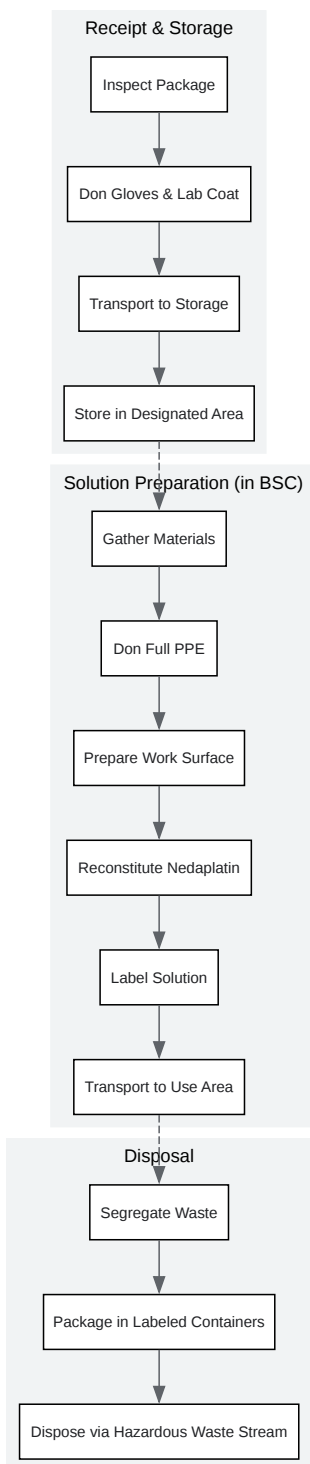 Receipt & Storage
Inspect Package
Don Gloves & Lab Coat
Transport to Storage
Store in Designated Area
Solution Preparation (in BSC)
Gather Materials
Don Full PPE
Prepare Work Surface
Reconstitute Nedaplatin
Label Solution
Transport to Use Area
Disposal
Segregate Waste
Package in Labeled Containers
Dispose via Hazardous Waste Stream